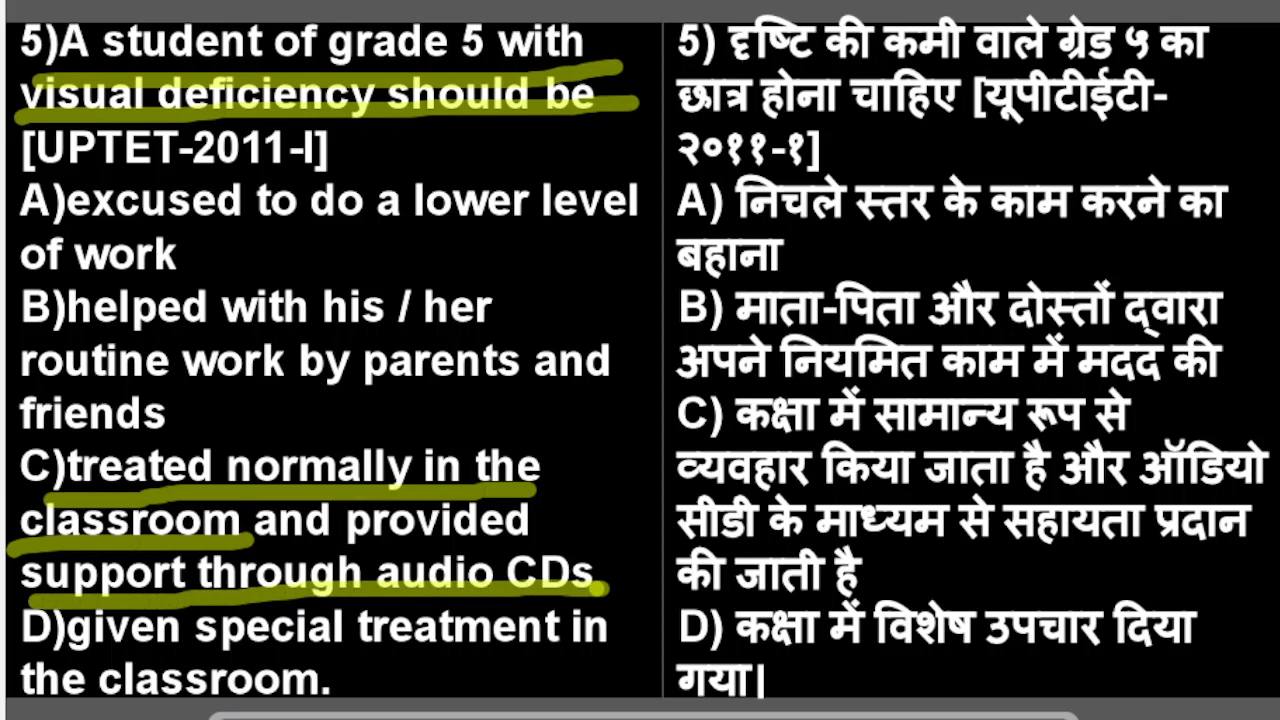 5)A student of grade 5 with
visual deficiency should be
[UPTET-2011-I]
A)excused to do a lower level
of work
B)helped with his / her
routine work by parents and
friends
C)treated normally in the
classroom and provided
support through audio CDs
D)given special treatment in
the classroom.
5) दृष्टि की कमी वाले ग्रेड ५ का
छात्र होना चाहिए [यूपीटीईटी-
२०११-१]
A) निचले स्तर के काम करने का
बहाना
B) माता-पिता और दोस्तों द्वारा
अपने नियमित काम में मदद की
C) कक्षा में सामान्य रूप से
व्यवहार किया जाता है और ऑडियो
सीडी के माध्यम से सहायता प्रदान
की जाती है
D) कक्षा में विशेष उपचार दिया
गया।